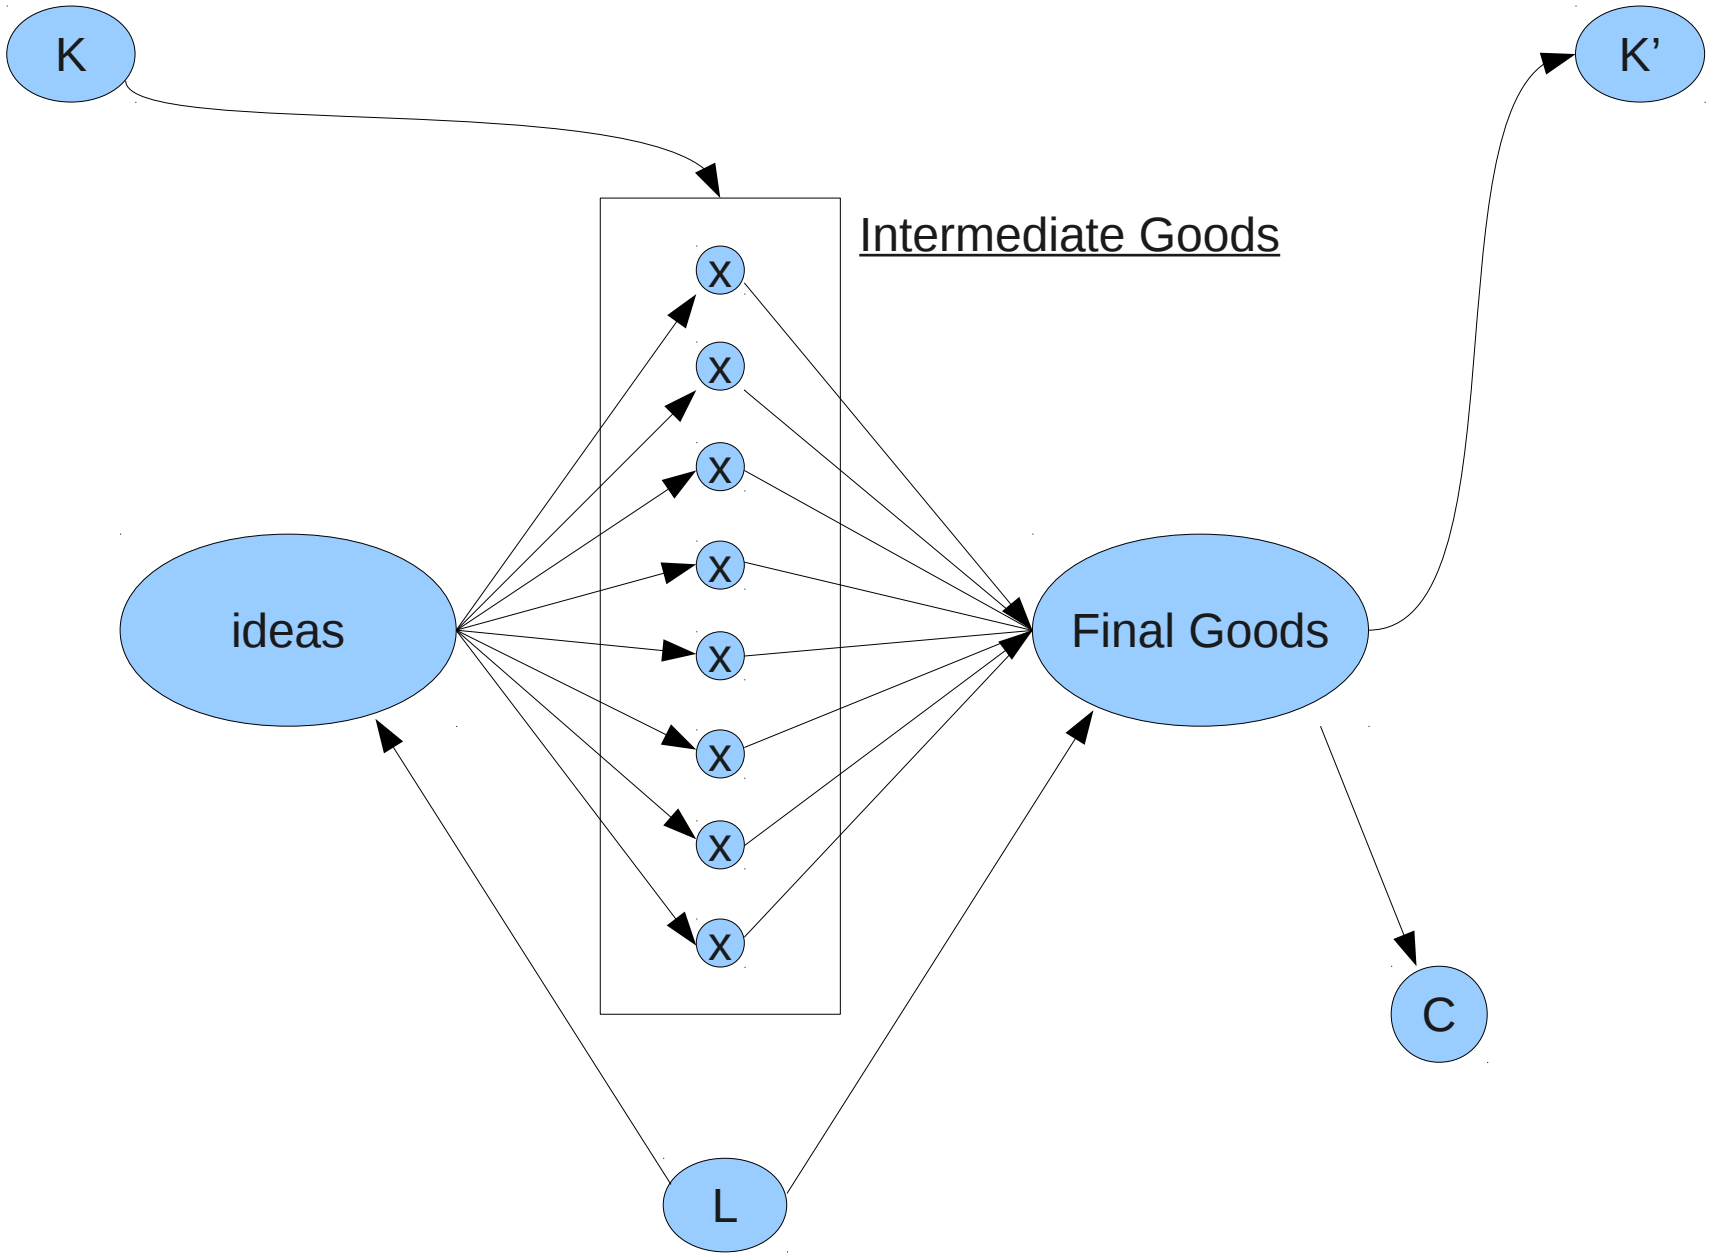 K
K’
Intermediate Goods
x
x
x
x
x
x
x
x
ideas
Final Goods
C
L